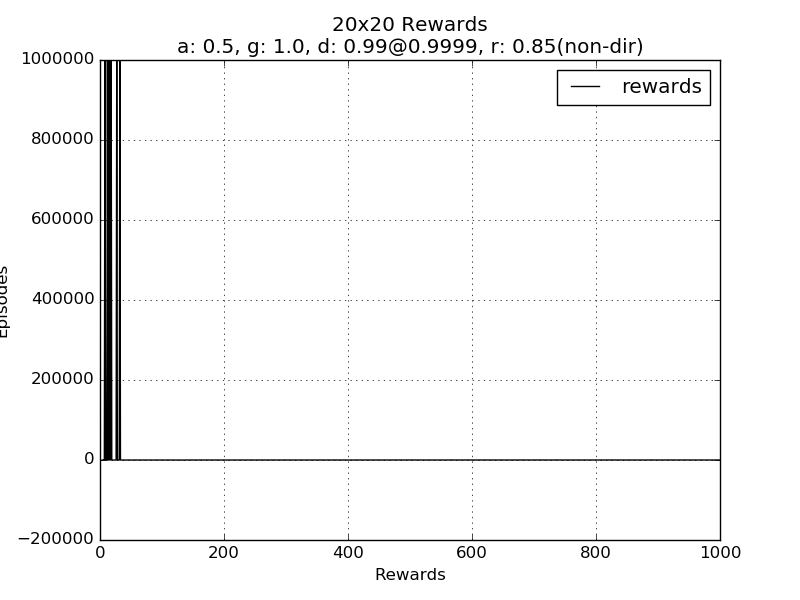 20x20 Rewards
a: 0.5, g: 1.0, d: 0.99@0.9999, r: 0.85(non-dir)
rewards
1000000
800000
600000
400000
200000
0
−200000
Episodes
0 200 400 600 800 1000
Rewards